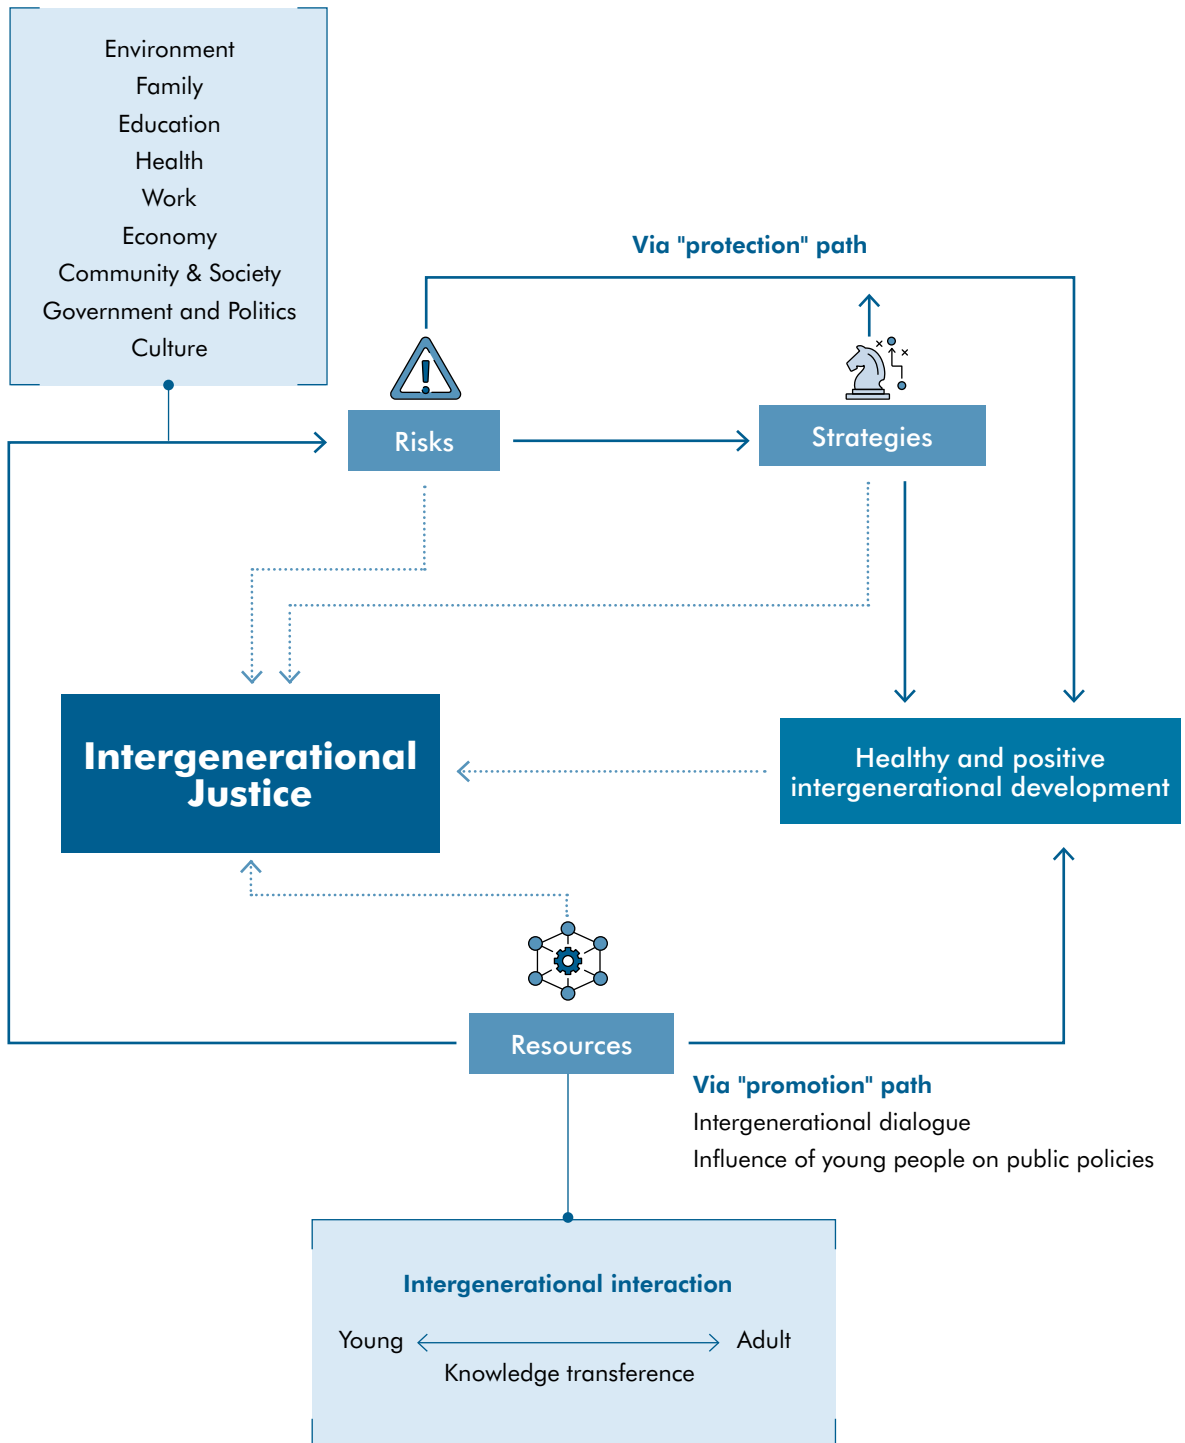 Environment
Family
Education
Health
Work
Economy
Community & Society
Government and Politics
Culture
Via "protection" path
Risks
Strategies
Intergenerational
Justice
Healthy and positive
intergenerational development
Resources
Via "promotion" path
Intergenerational dialogue
Influence of young people on public policies
Intergenerational interaction
Young
Adult
Knowledge transference